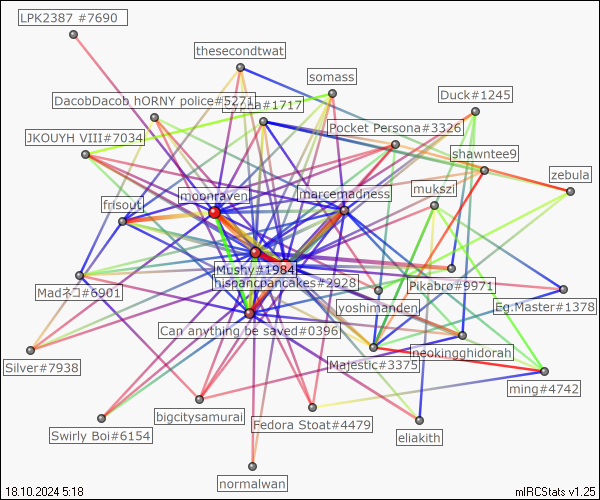 LPK2387 #7690
thesecondtwat
somass
Duck#1245
DacobDacob hORNY police#5271
#1717
Pocket Persona#3326
JKOUYH VIII#7034
shawntee9
zebula
moonraven
marcemadness
mukszi
frisout
Mushy#1984
hispancpancakes#2928
Madネコ#6901
Pikabro#9971
Eg.Master#1378
yoshimanden
Can anything be saved#0396
Silver#7938
Majestic#3375
neokingghidorah
ming#4742
bigcitysamurai
Fedora Stoat#4479
Swirly Boi#6154
eliakith
normalwan
18.10.2024 5:18
mIRCStats v1.25